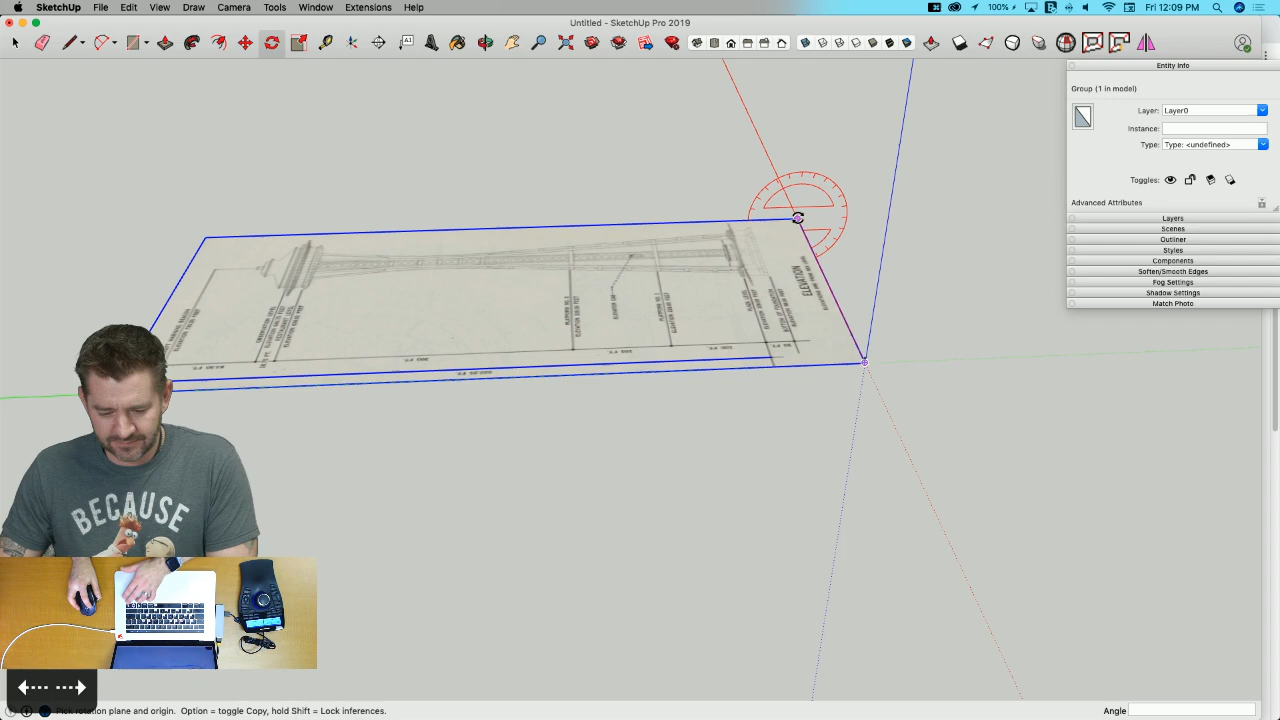 SketchUp File Edit View Draw Camera Tools Window Extensions Help
100% Fri 12:09 PM
Untitled - SketchUp Pro 2019
Entity Info
Group (1 in model)
Layer: Layer0
Instance:
Type: Type: <undefined>
Toggles:
Advanced Attributes
Layers
Scenes
Outliner
Styles
Components
Soften/Smooth Edges
Fog Settings
Shadow Settings
Match Photo
ELEVATION
BECAUSE
Pick rotation plane and origin. Option = toggle Copy, hold Shift = Lock inferences.
Angle